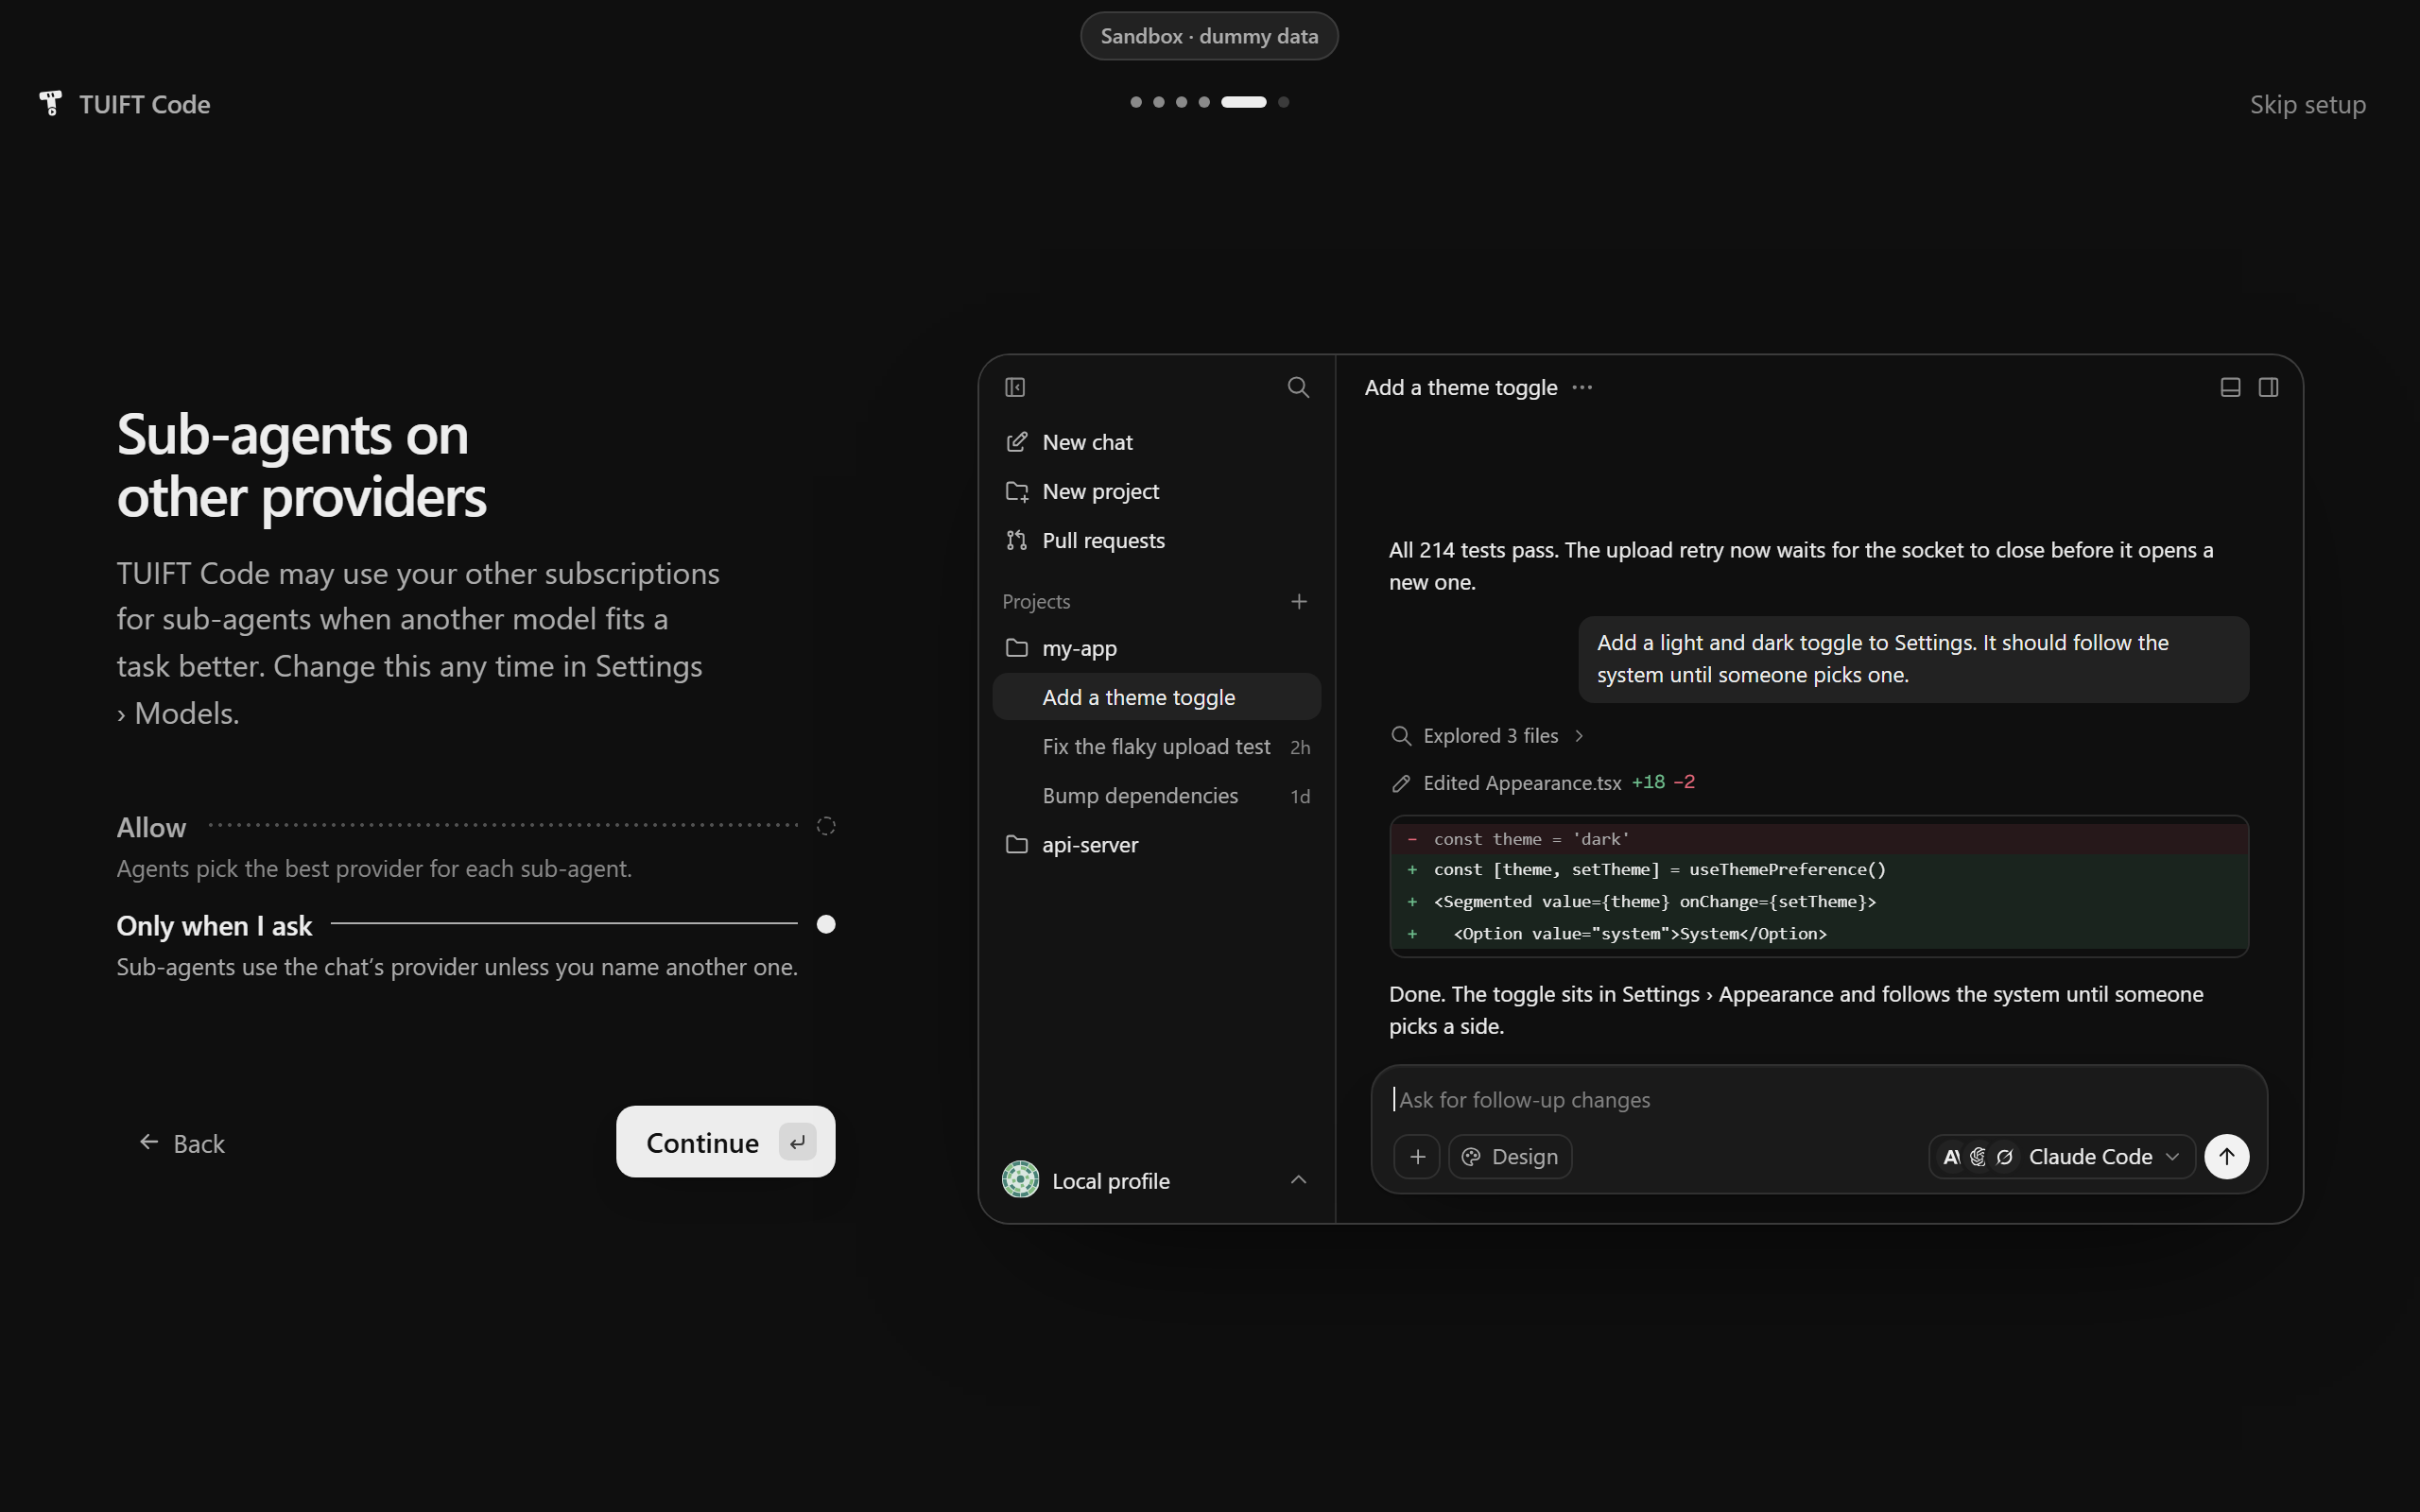 Sandbox · dummy data
TUIFT Code
Skip setup
Sub-agents on
other providers
TUIFT Code may use your other subscriptions
for sub-agents when another model fits a
task better. Change this any time in Settings
› Models.
Allow
Agents pick the best provider for each sub-agent.
Only when I ask
Sub-agents use the chat’s provider unless you name another one.
Back
Continue
New chat
New project
Pull requests
Projects
my-app
Add a theme toggle
Fix the flaky upload test 2h
Bump dependencies 1d
api-server
Local profile
Add a theme toggle
All 214 tests pass. The upload retry now waits for the socket to close before it opens a
new one.
Add a light and dark toggle to Settings. It should follow the
system until someone picks one.
Explored 3 files
Edited Appearance.tsx +18 −2
− const theme = 'dark'
+ const [theme, setTheme] = useThemePreference()
+ <Segmented value={theme} onChange={setTheme}>
+ <Option value="system">System</Option>
Done. The toggle sits in Settings › Appearance and follows the system until someone
picks a side.
Ask for follow-up changes
Design
Claude Code